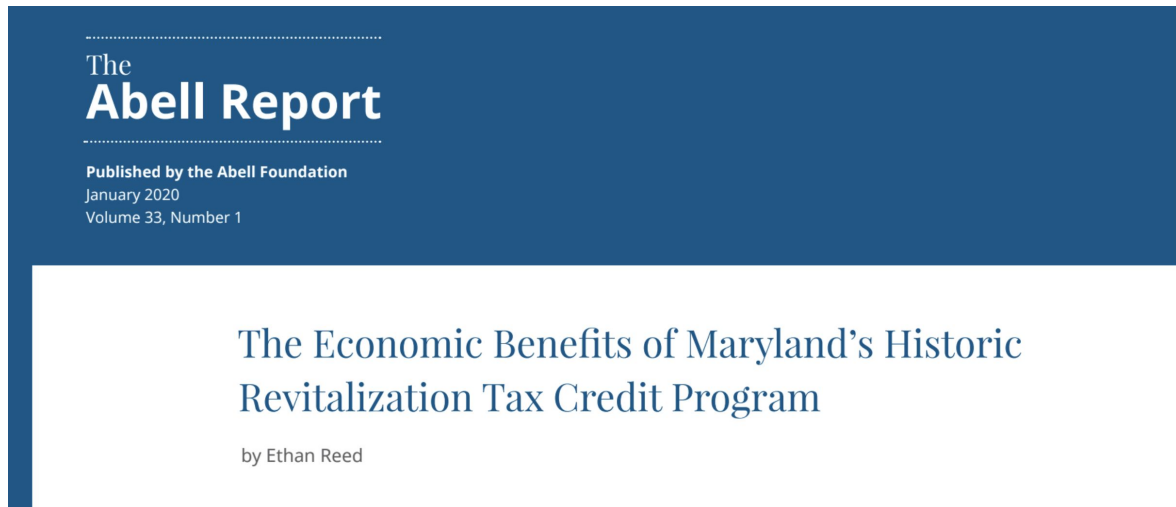 The
Abell Report
Published by the Abell Foundation
January 2020
Volume 33, Number 1
The Economic Benefits of Maryland’s Historic
Revitalization Tax Credit Program
by Ethan Reed